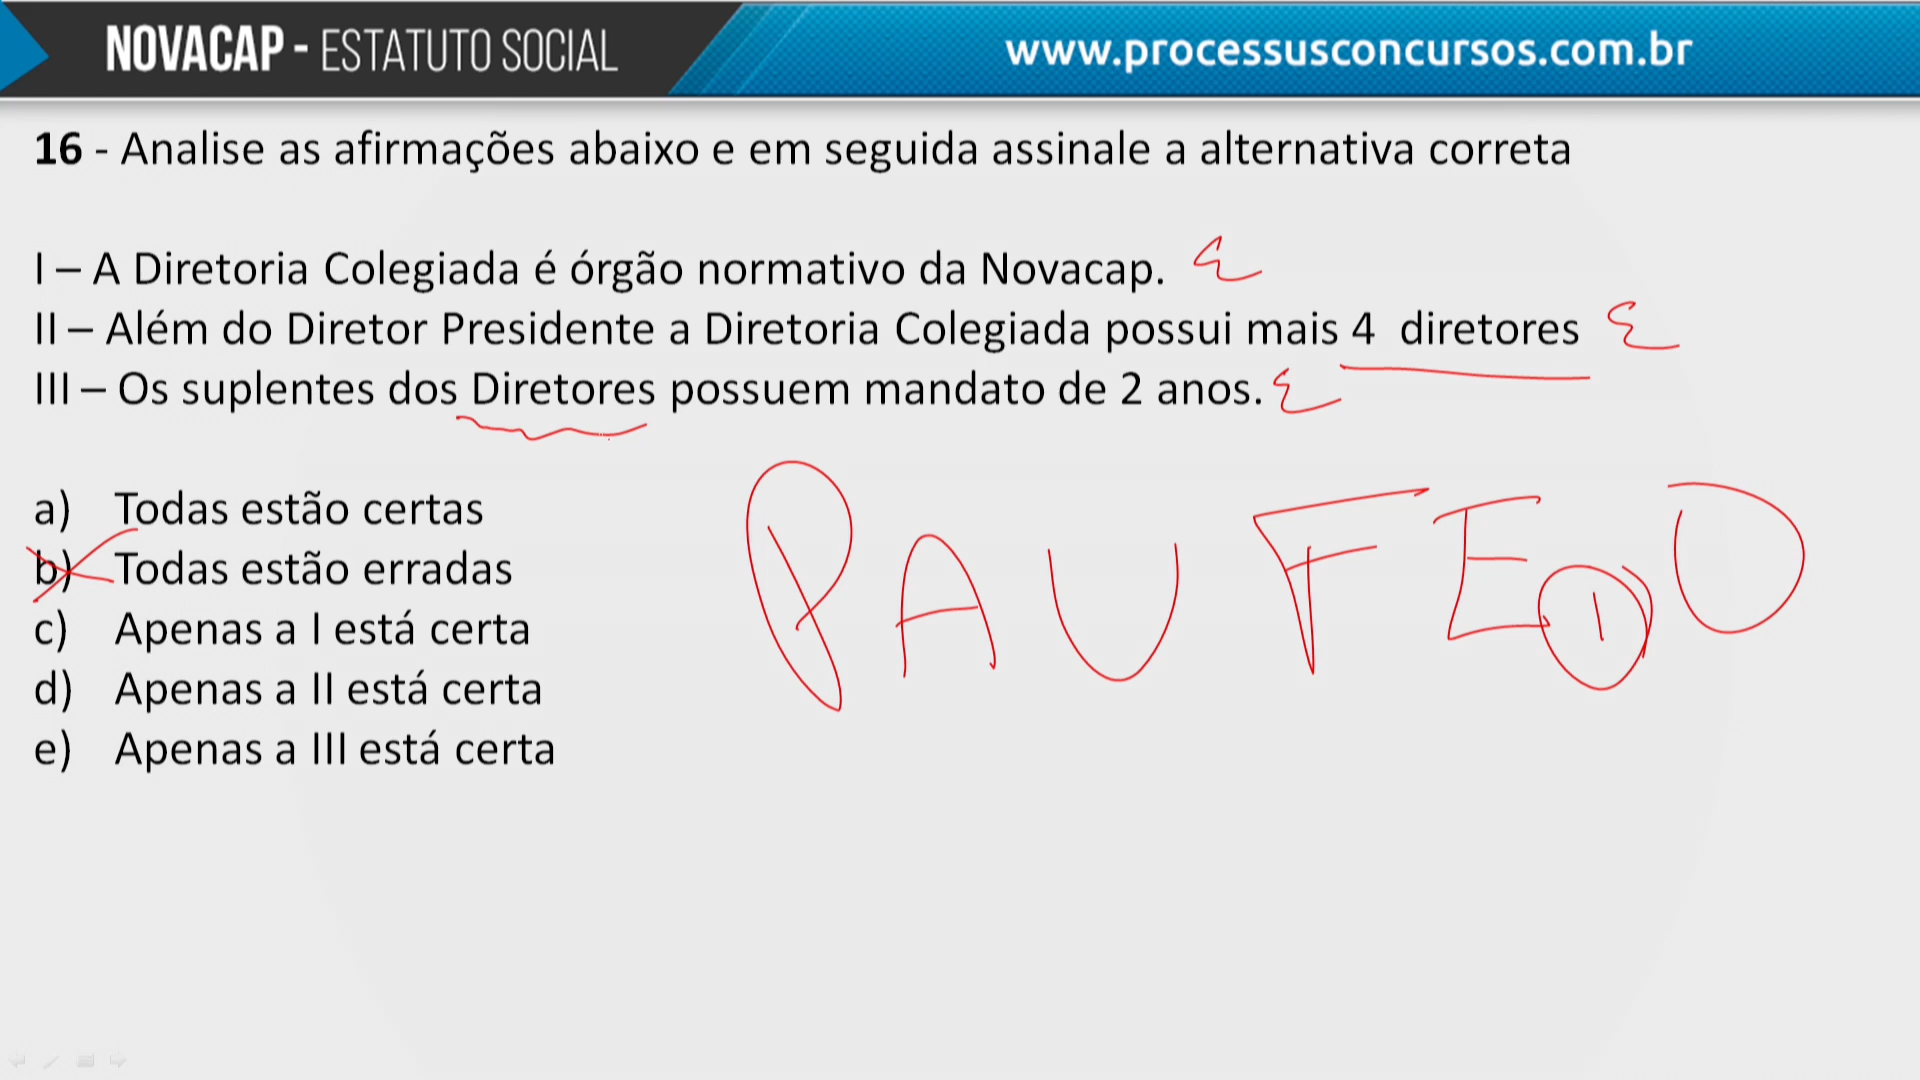 NOVACAP - ESTATUTO SOCIAL
www.processusconcursos.com.br
16 - Analise as afirmações abaixo e em seguida assinale a alternativa correta
I – A Diretoria Colegiada é órgão normativo da Novacap. E
II – Além do Diretor Presidente a Diretoria Colegiada possui mais 4 diretores E
III – Os suplentes dos Diretores possuem mandato de 2 anos. E
a) Todas estão certas
b) Todas estão erradas
c) Apenas a I está certa
d) Apenas a II está certa
e) Apenas a III está certa
P A U F E D O